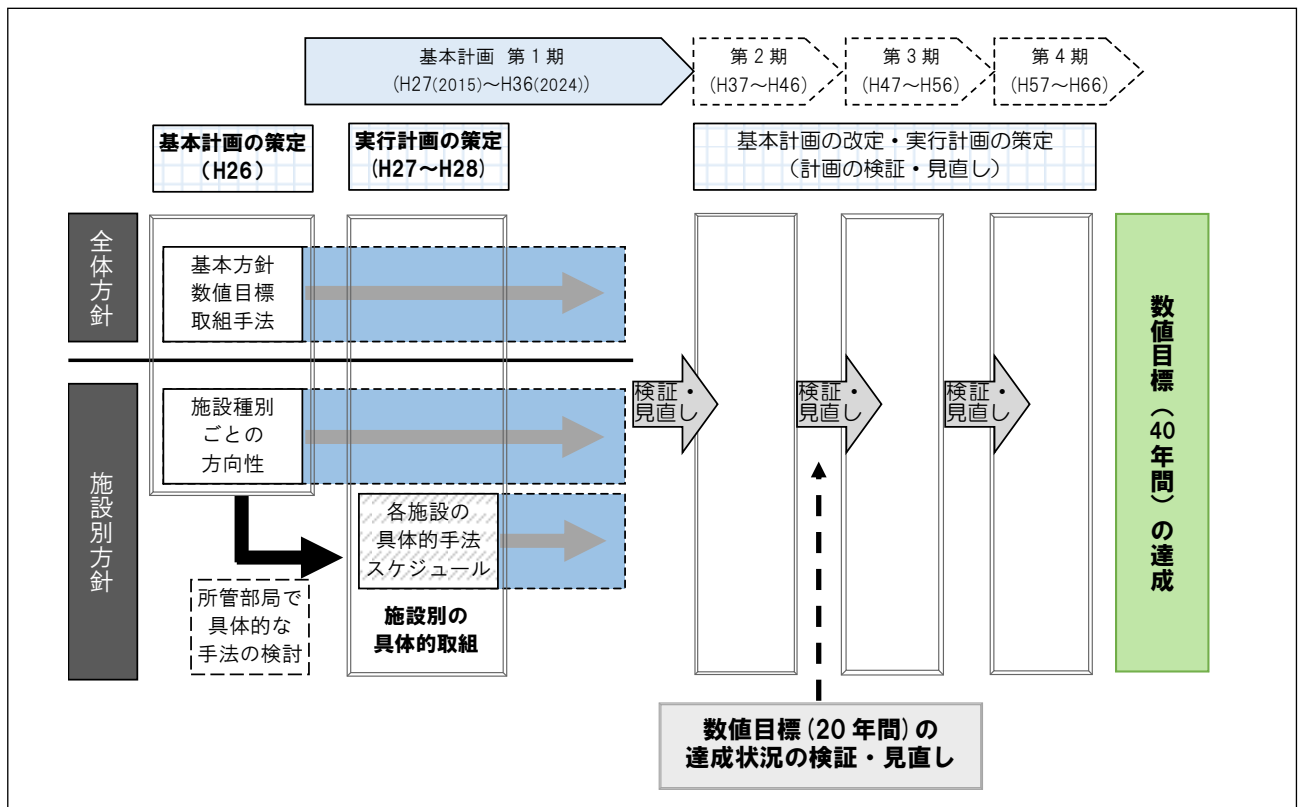 基本計画 第1期
(H27(2015)～H36(2024))
第2期
(H37～H46)
第3期
(H47～H56)
第4期
(H57～H66)
基本計画の策定
(H26)
実行計画の策定
(H27～H28)
基本計画の改定・実行計画の策定
(計画の検証・見直し)
全体方針
基本方針
数値目標
取組手法
施設別方針
施設種別
ごとの
方向性
検証・
見直し
検証・
見直し
検証・
見直し
各施設の
具体的手法
スケジュール
所管部局で
具体的な
手法の検討
施設別の
具体的取組
数値目標(20年間)の
達成状況の検証・見直し
数値目標(40年間)の達成